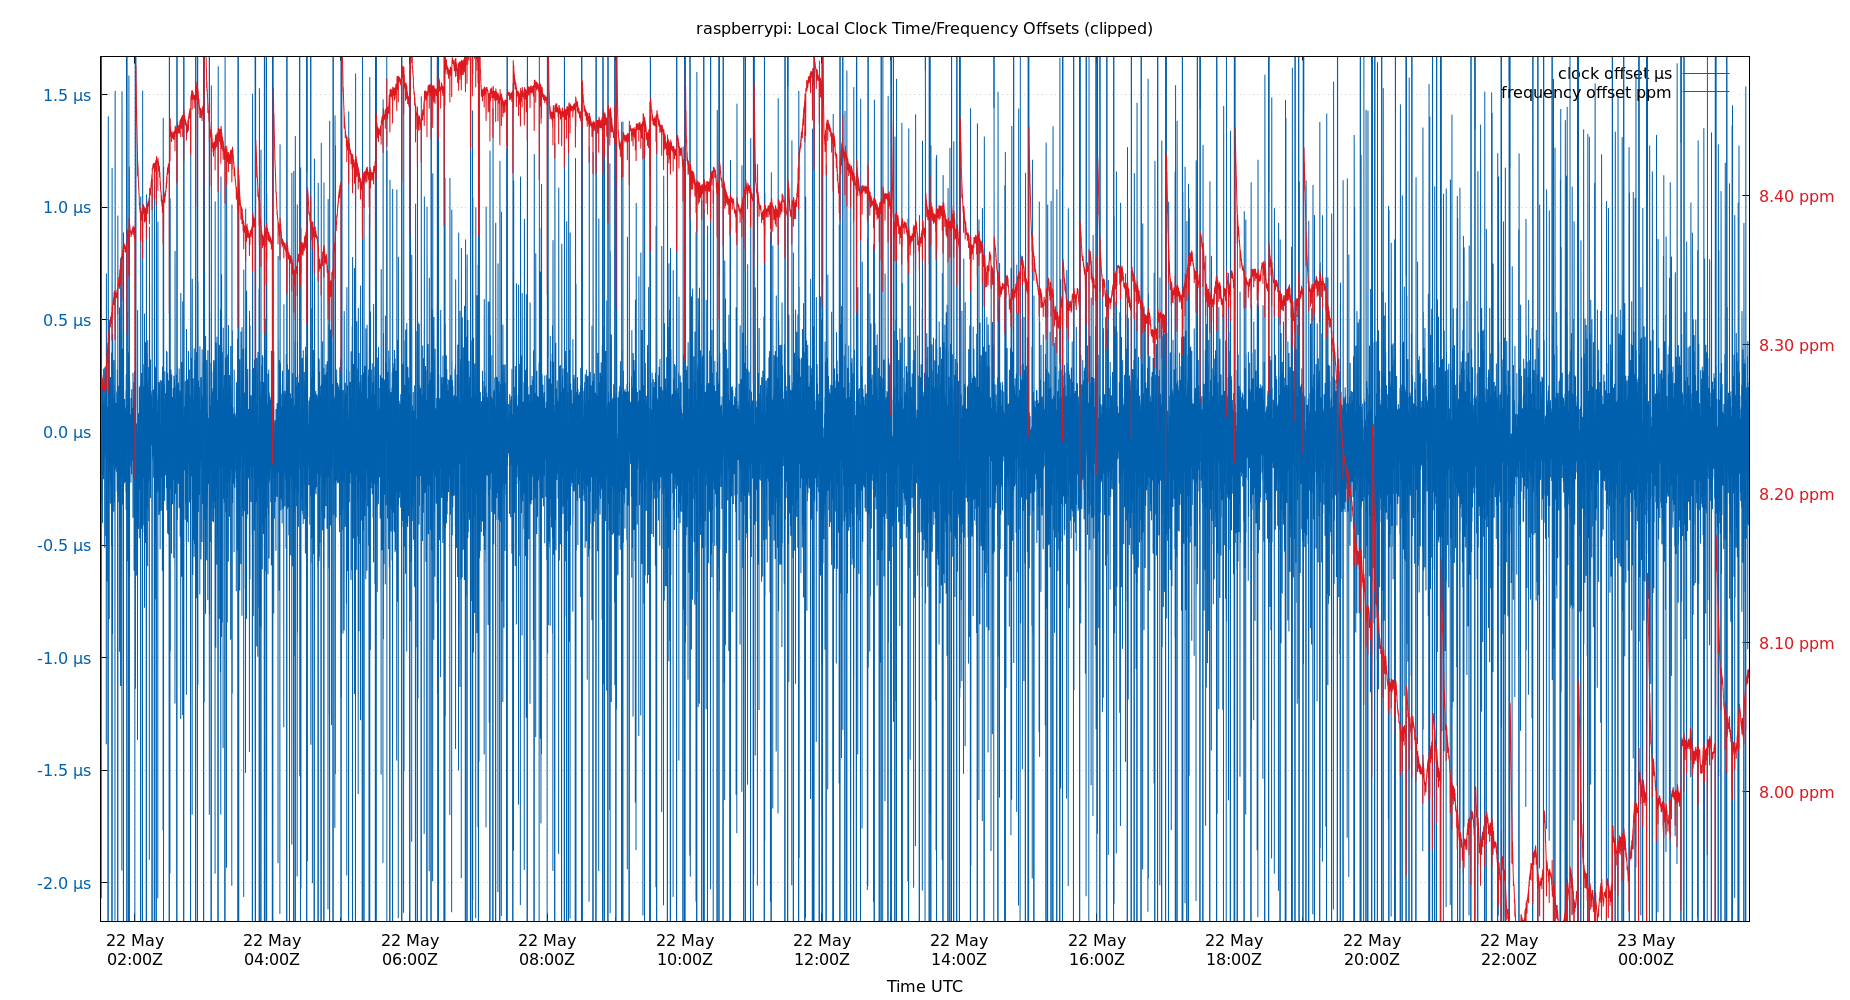 raspberrypi: Local Clock Time/Frequency Offsets (clipped)
clock offset µs
frequency offset ppm
1.5 µs
1.0 µs
0.5 µs
0.0 µs
-0.5 µs
-1.0 µs
-1.5 µs
-2.0 µs
8.40 ppm
8.30 ppm
8.20 ppm
8.10 ppm
8.00 ppm
22 May 22 May 22 May 22 May 22 May 22 May 22 May 22 May 22 May 22 May 22 May 23 May
02:00Z 04:00Z 06:00Z 08:00Z 10:00Z 12:00Z 14:00Z 16:00Z 18:00Z 20:00Z 22:00Z 00:00Z
Time UTC